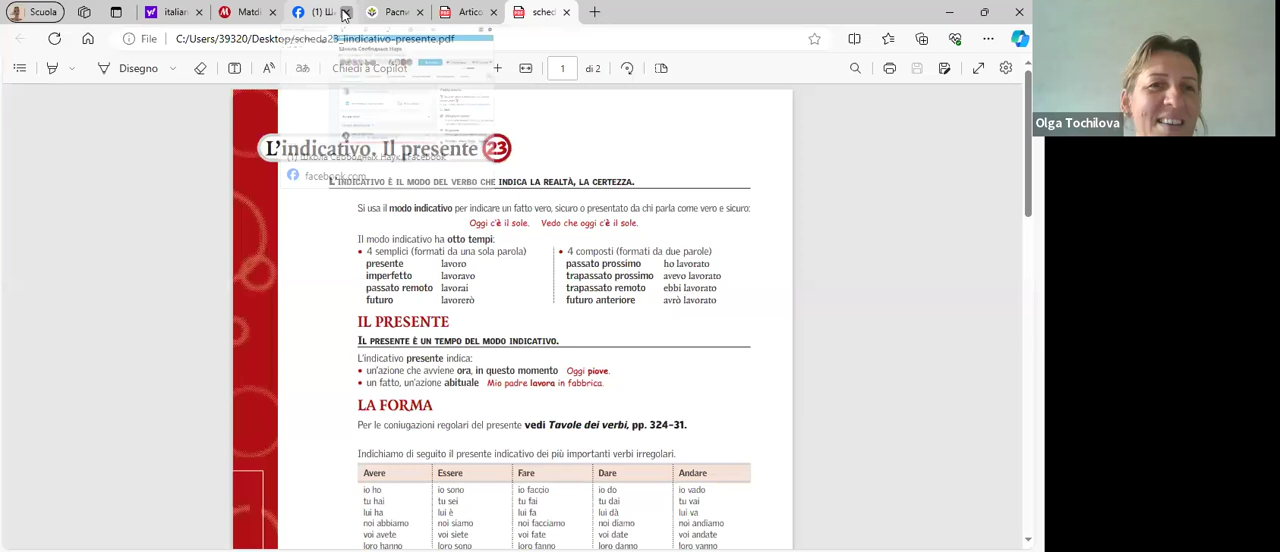 Scuola
italiano
Matdi
(1) Шк
Распи
Artico
sched
File
C:/Users/39320/Desktop/scheda23_lindicativo-presente.pdf
Disegno
Chiedi a Copilot
1
di 2
Olga Tochilova
L'indicativo. Il presente 23
(1) Школа Свободных Наук | Facebook
facebook.com
L'INDICATIVO È IL MODO DEL VERBO CHE INDICA LA REALTÀ, LA CERTEZZA.
Si usa il modo indicativo per indicare un fatto vero, sicuro o presentato da chi parla come vero e sicuro:
Oggi c'è il sole. Vedo che oggi c'è il sole.
Il modo indicativo ha otto tempi:
• 4 semplici (formati da una sola parola)
presente lavoro
imperfetto lavoravo
passato remoto lavorai
futuro lavorerò
• 4 composti (formati da due parole)
passato prossimo ho lavorato
trapassato prossimo avevo lavorato
trapassato remoto ebbi lavorato
futuro anteriore avrò lavorato
IL PRESENTE
IL PRESENTE È UN TEMPO DEL MODO INDICATIVO.
L'indicativo presente indica:
• un'azione che avviene ora, in questo momento Oggi piove.
• un fatto, un'azione abituale Mio padre lavora in fabbrica.
LA FORMA
Per le coniugazioni regolari del presente vedi Tavole dei verbi, pp. 324-31.
Indichiamo di seguito il presente indicativo dei più importanti verbi irregolari.
Avere Essere Fare Dare Andare
io ho io sono io faccio io do io vado
tu hai tu sei tu fai tu dai tu vai
lui ha lui è lui fa lui dà lui va
noi abbiamo noi siamo noi facciamo noi diamo noi andiamo
voi avete voi siete voi fate voi date voi andate
loro hanno loro sono loro fanno loro danno loro vanno